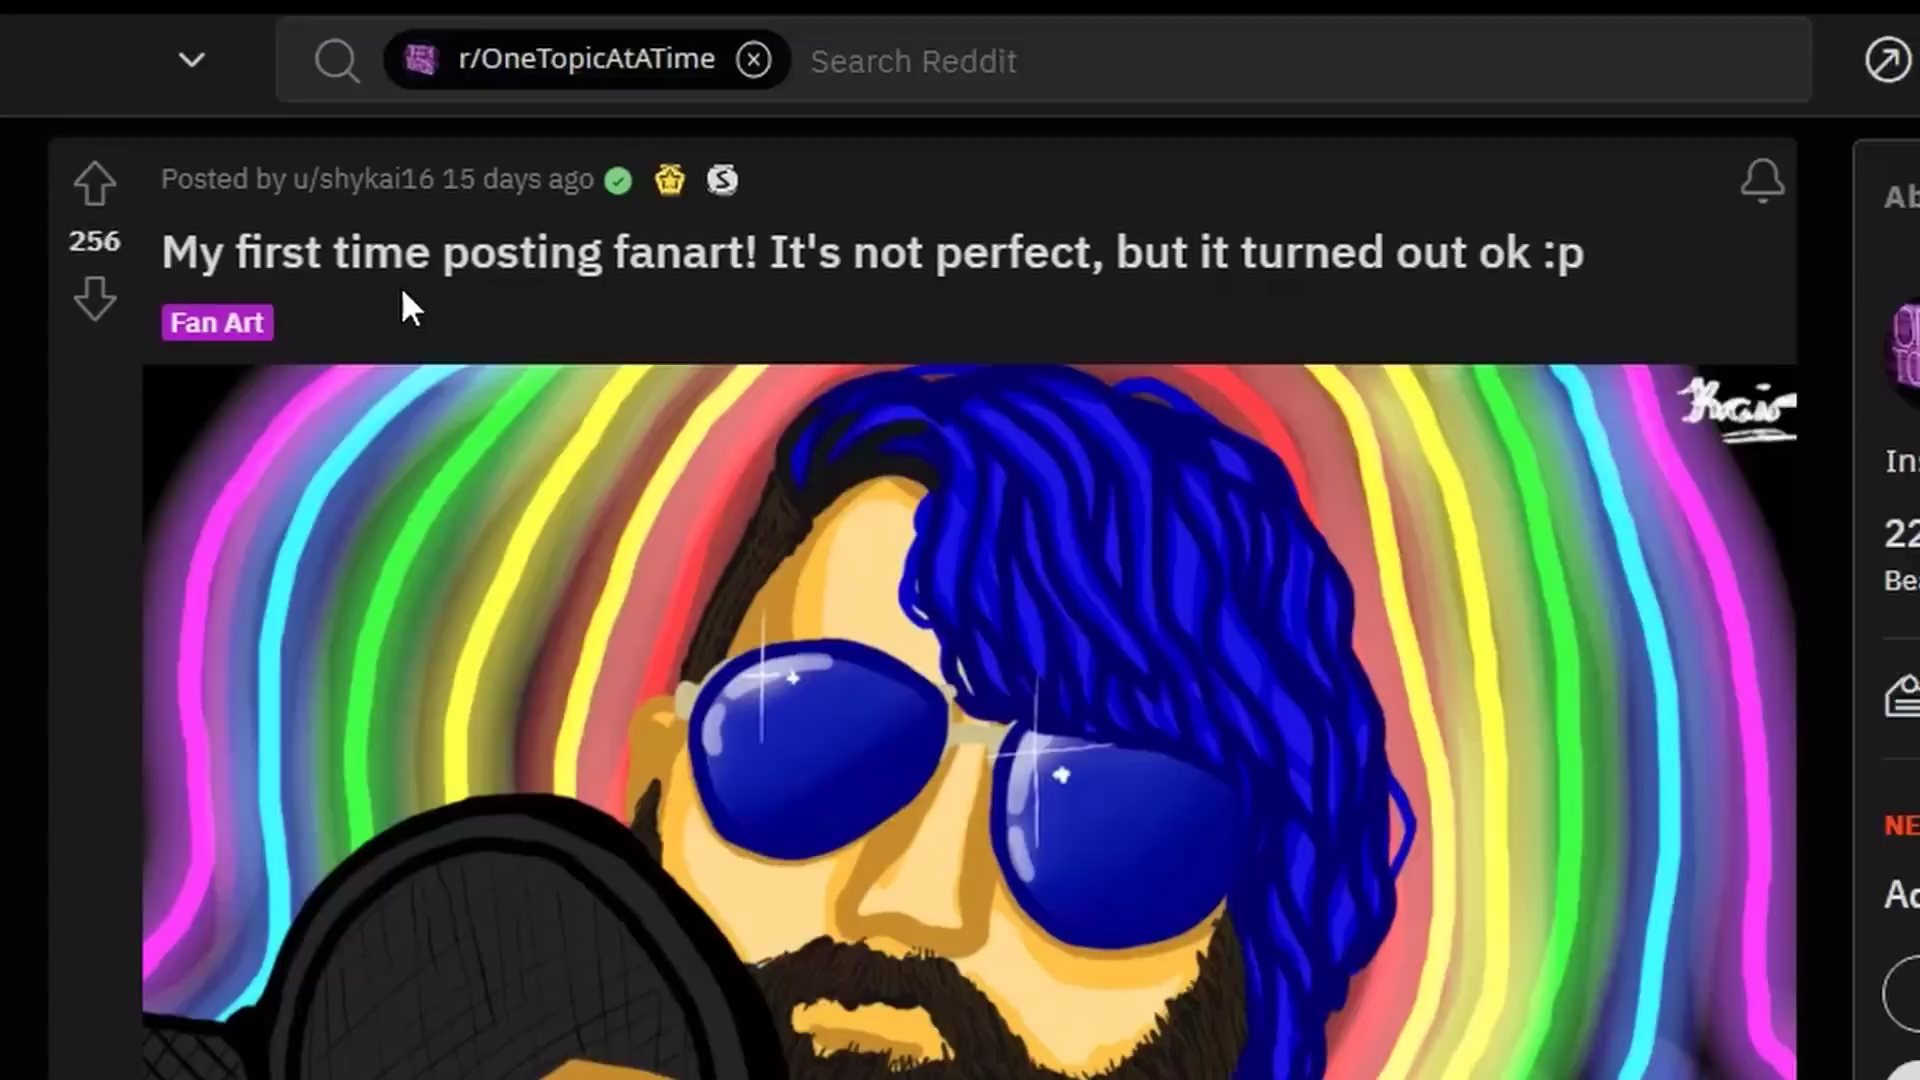 r/OneTopicAtATime
Search Reddit
Posted by u/shykai16 15 days ago
256
My first time posting fanart! It's not perfect, but it turned out ok :p
Fan Art